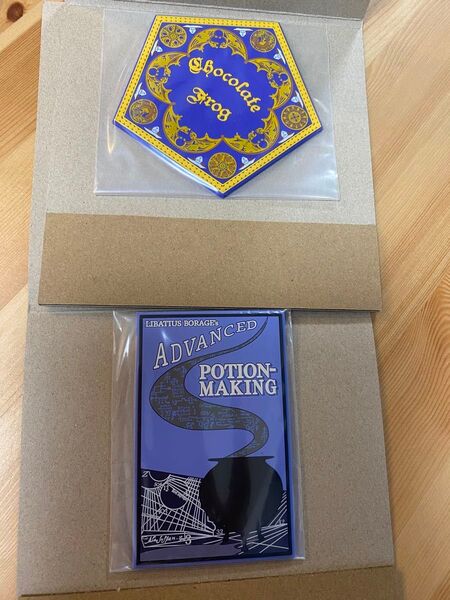 Chocolate
Frog
LIBATIUS BORAGE's
ADVANCED
POTION-
MAKING